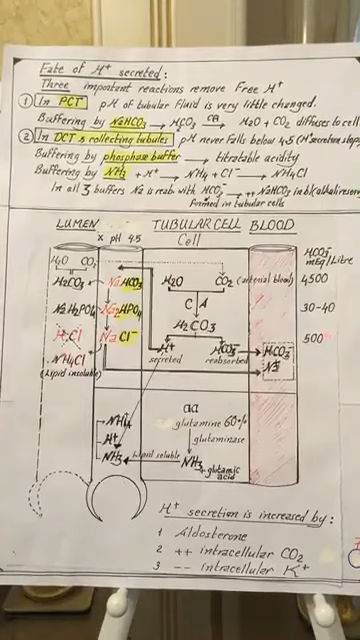 Fate of H⁺ secreted:
Three important reactions remove Free H⁺
① In PCT pH of tubular fluid is very little changed.
Buffering by NaHCO₃ → H₂CO₃ CA → H₂O + CO₂ diffuses to cell
② In DCT & collecting tubules pH never falls below 4.5 (H⁺ secretion stops)
Buffering by phosphate buffer → titratable acidity
Buffering by NH₃ + H⁺ → NH₄ + Cl⁻ → NH₄Cl
In all 3 buffers Na is reab. with HCO₃⁻ → ++ NaHCO₃ in bl(alkali reserve)
Formed in tubular cells
LUMEN TUBULAR CELL BLOOD
x pH 4.5 Cell HCO₃⁻
mEq/Litre
H₂O CO₂ NaHCO₃ H₂O CO₂ (arterial blood) 4500
H₂CO₃
C A
NaH₂PO₄ Na₂HPO₄ 30-40
H₂CO₃
H Cl Na Cl⁻ 500
H⁺ HCO₃⁻ HCO₃⁻
NH₄Cl secreted reabsorbed Na⁺
(Lipid insoluble)
aa
NH₄ glutamine 60%
H⁺ glutaminase
NH₃ Lipid soluble NH₃ + glutamic
acid
H⁺ secretion is increased by:
1 Aldosterone
2 ++ intracellular CO₂
3 -- intracellular K⁺